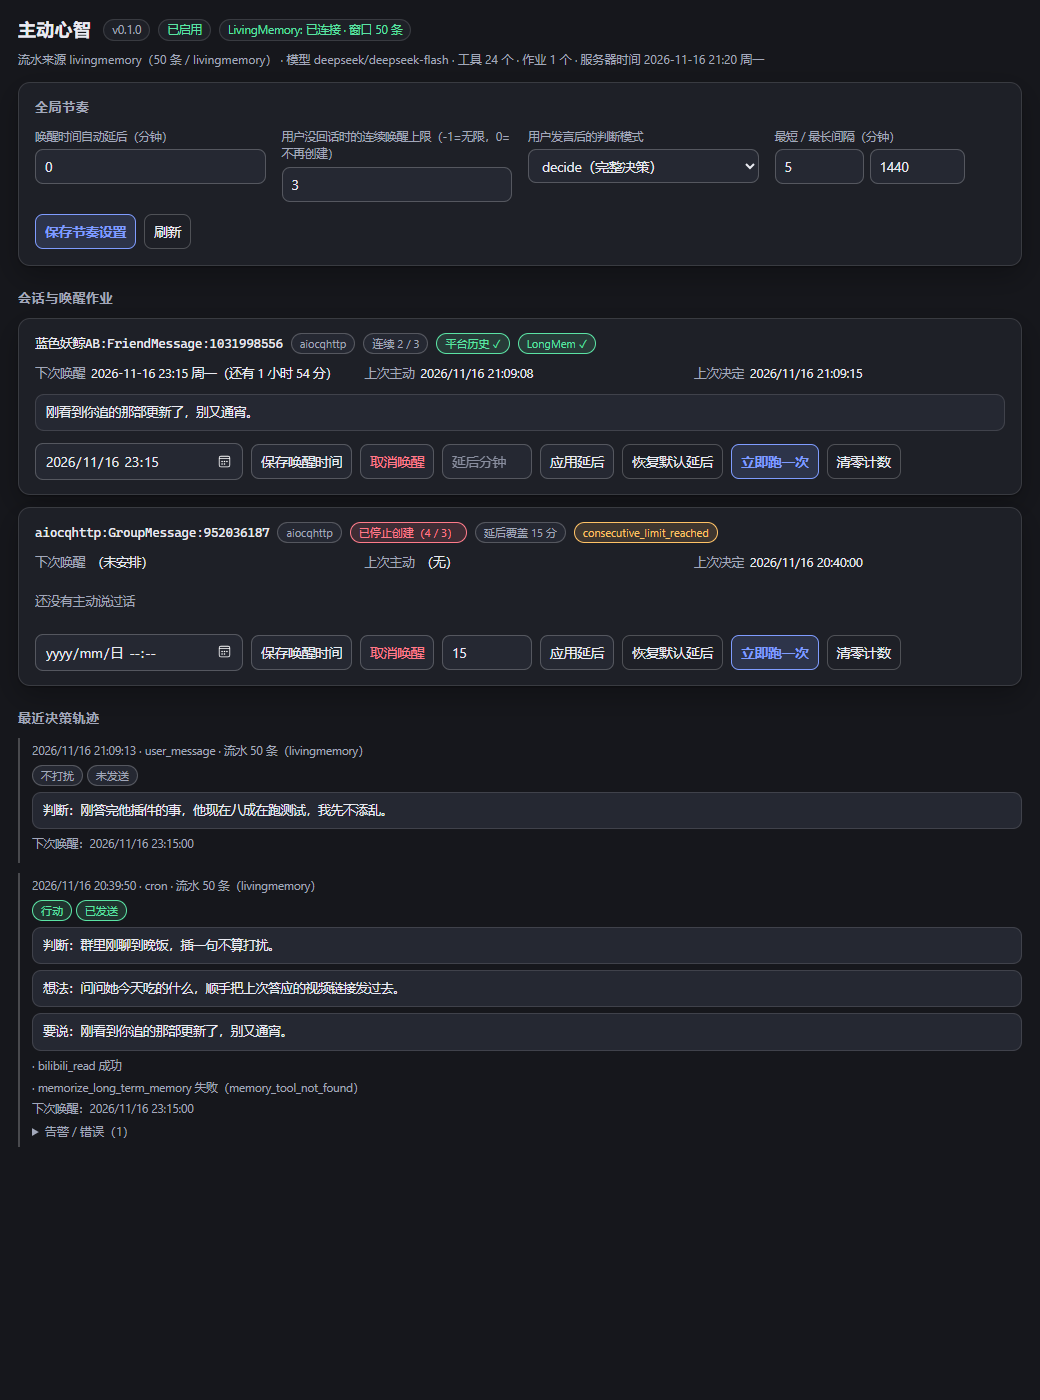 主动心智 v0.1.0 已启用 LivingMemory: 已连接 · 窗口 50 条
流水来源 livingmemory（50 条 / livingmemory） · 模型 deepseek/deepseek-flash · 工具 24 个 · 作业 1 个 · 服务器时间 2026-11-16 21:20 周一
全局节奏
唤醒时间自动延后（分钟）
0
用户没回话时的连续唤醒上限（-1=无限，0=
不再创建）
3
用户发言后的判断模式
decide（完整决策）
最短 / 最长间隔（分钟）
5 1440
保存节奏设置 刷新
会话与唤醒作业
蓝色妖鲸AB:FriendMessage:1031998556 aiocqhttp 连续 2 / 3 平台历史 ✓ LongMem ✓
下次唤醒 2026-11-16 23:15 周一（还有 1 小时 54 分） 上次主动 2026/11/16 21:09:08 上次决定 2026/11/16 21:09:15
刚看到你追的那部更新了，别又通宵。
2026/11/16 23:15 保存唤醒时间 取消唤醒 延后分钟 应用延后 恢复默认延后 立即跑一次 清零计数
aiocqhttp:GroupMessage:952036187 aiocqhttp 已停止创建（4 / 3） 延后覆盖 15 分 consecutive_limit_reached
下次唤醒 （未安排） 上次主动 （无） 上次决定 2026/11/16 20:40:00
还没有主动说过话
yyyy/mm/日 --:-- 保存唤醒时间 取消唤醒 15 应用延后 恢复默认延后 立即跑一次 清零计数
最近决策轨迹
2026/11/16 21:09:13 · user_message · 流水 50 条（livingmemory）
不打扰 未发送
判断：刚答完他插件的事，他现在八成在跑测试，我先不添乱。
下次唤醒：2026/11/16 23:15:00
2026/11/16 20:39:50 · cron · 流水 50 条（livingmemory）
行动 已发送
判断：群里刚聊到晚饭，插一句不算打扰。
想法：问问她今天吃的什么，顺手把上次答应的视频链接发过去。
要说：刚看到你追的那部更新了，别又通宵。
· bilibili_read 成功
· memorize_long_term_memory 失败（memory_tool_not_found）
下次唤醒：2026/11/16 23:15:00
▶ 告警 / 错误（1）